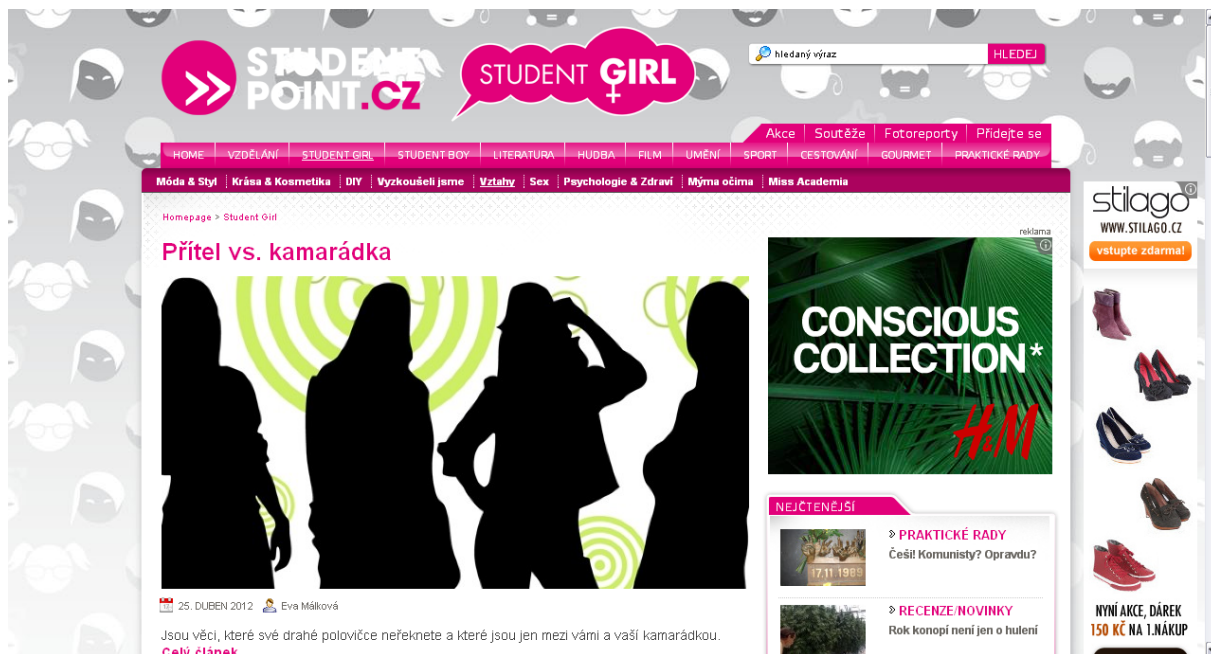 STUDENT
POINT.CZ
STUDENT GIRL
hledaný výraz
HLEDEJ
Akce Soutěže Fotoreporty Přidejte se
HOME VZDĚLÁNÍ STUDENT GIRL STUDENT BOY LITERATURA HUDBA FILM UMĚNÍ SPORT CESTOVÁNÍ GOURMET PRAKTICKÉ RADY
Móda & Styl Krása & Kosmetika DIY Vyzkoušeli jsme Vztahy Sex Psychologie & Zdraví Mýma očima Miss Academia
Homepage > Student Girl
Přítel vs. kamarádka
25. DUBEN 2012 Eva Málková
Jsou věci, které své drahé polovičce neřeknete a které jsou jen mezi vámi a vaší kamarádkou.
Celý článek
reklama
CONSCIOUS
COLLECTION*
H&M
NEJČTENĚJŠÍ
17.11.1989
PRAKTICKÉ RADY
Češi! Komunisty? Opravdu?
RECENZE/NOVINKY
Rok konopí není jen o hulení
stilago
WWW.STILAGO.CZ
vstupte zdarma!
NYNÍ AKCE, DÁREK
150 KČ NA 1.NÁKUP